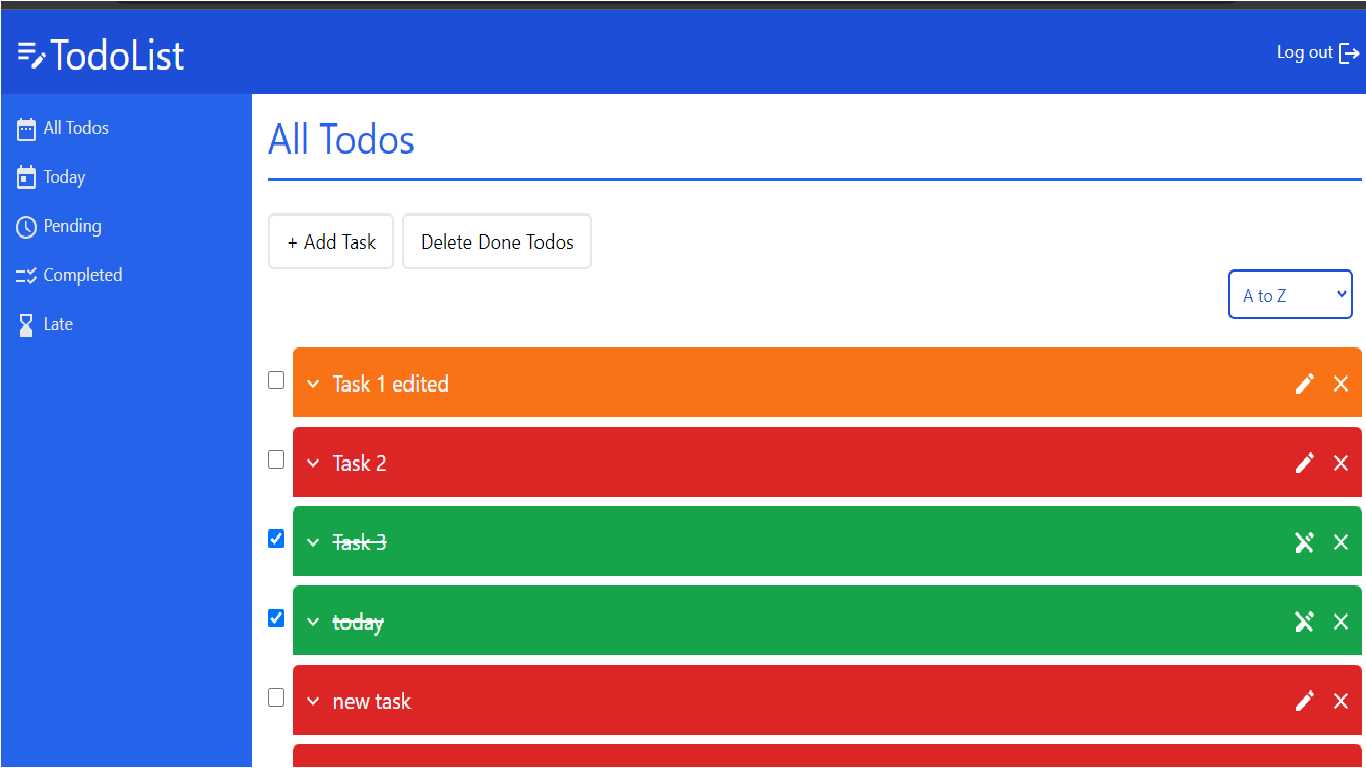 TodoList
Log out
All Todos
Today
Pending
Completed
Late
All Todos
+ Add Task
Delete Done Todos
A to Z
Task 1 edited
Task 2
Task 3
today
new task